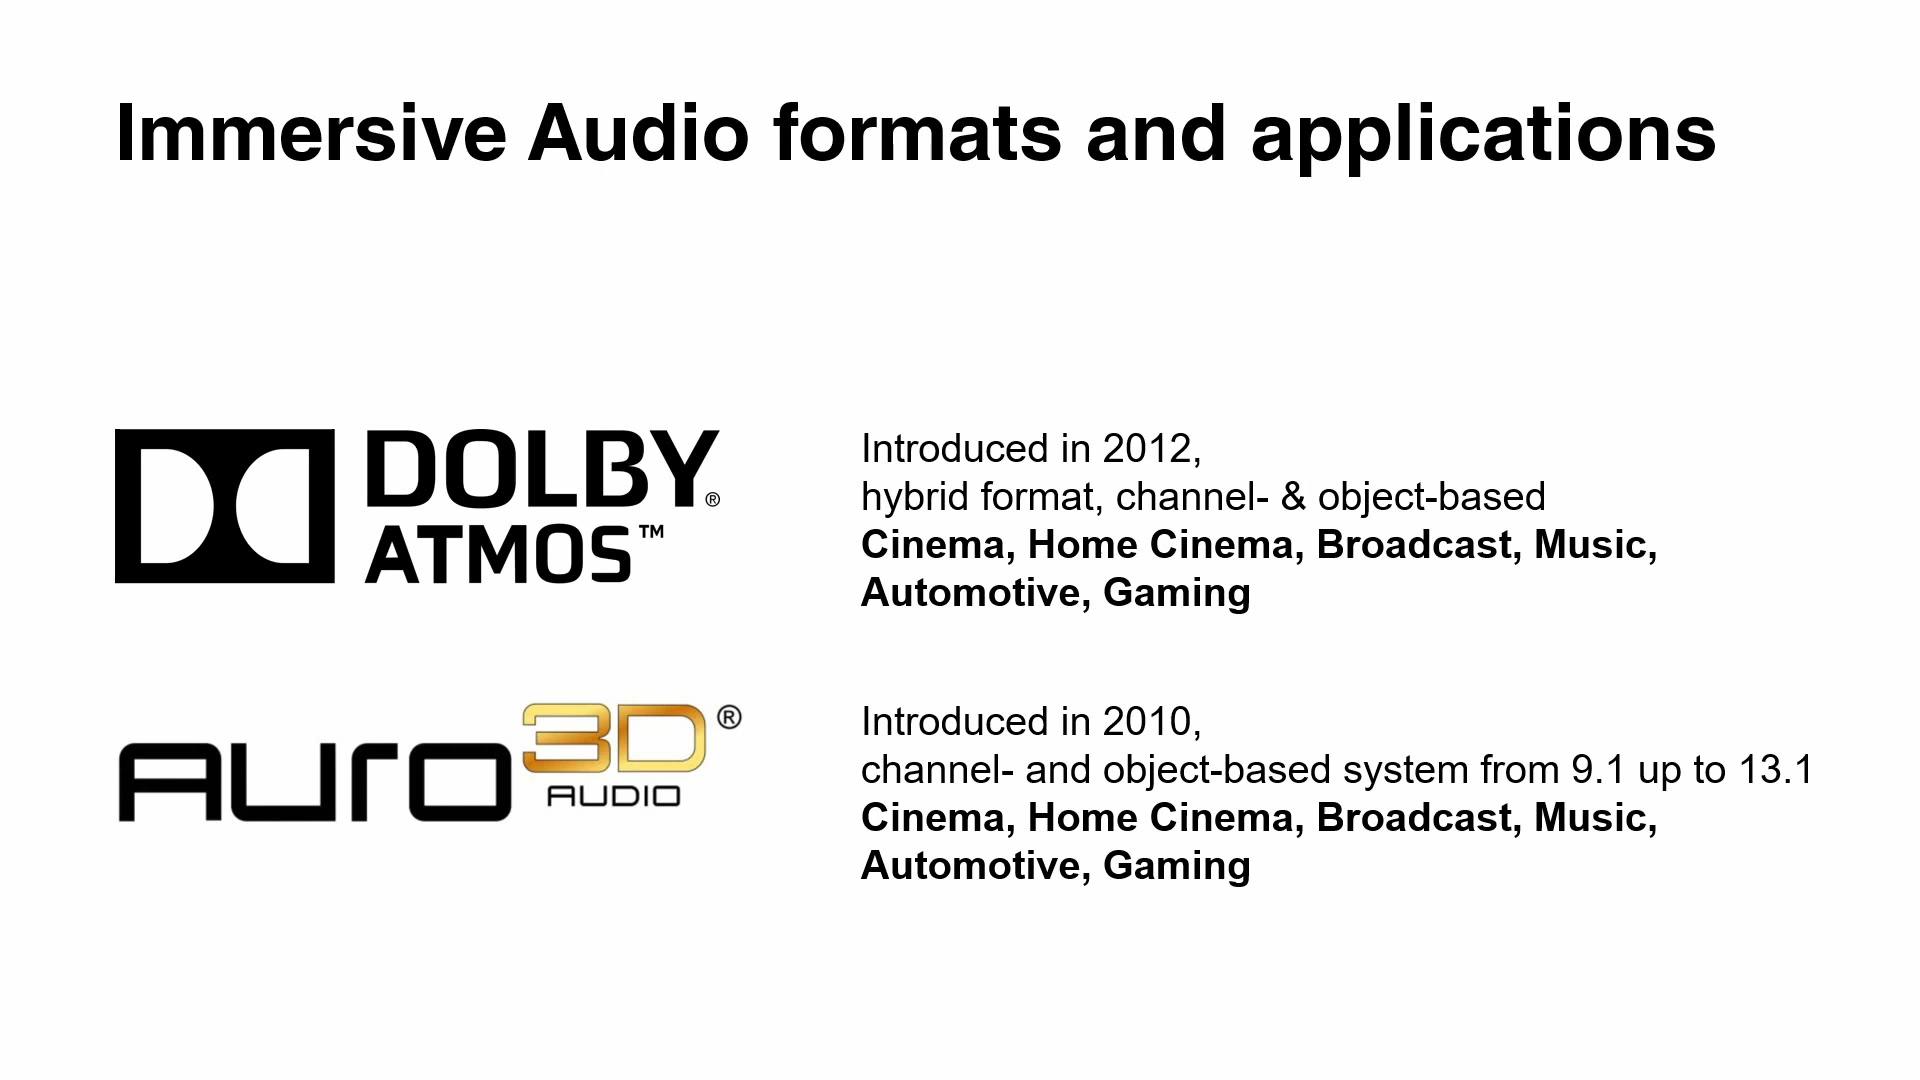 Immersive Audio formats and applications
DOLBY®
ATMOS™
Introduced in 2012,
hybrid format, channel- & object-based
Cinema, Home Cinema, Broadcast, Music,
Automotive, Gaming
AURO 3D®
AUDIO
Introduced in 2010,
channel- and object-based system from 9.1 up to 13.1
Cinema, Home Cinema, Broadcast, Music,
Automotive, Gaming